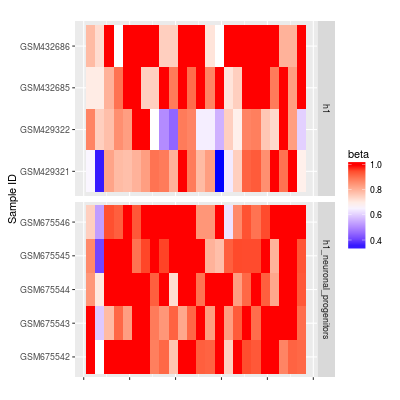 GSM432686
GSM432685
GSM429322
GSM429321
h1
GSM675546
GSM675545
GSM675544
GSM675543
GSM675542
h1_neuronal_progenitors
Sample ID
beta
1.0
0.8
0.6
0.4